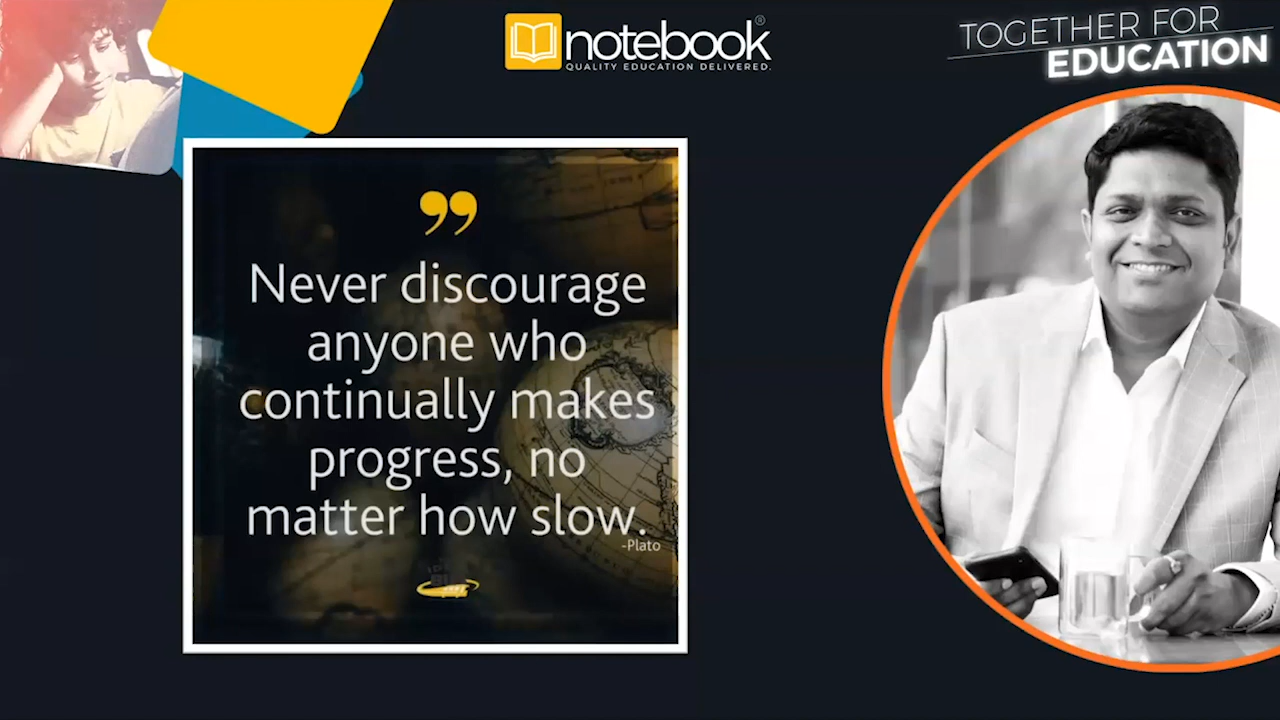 notebook®
QUALITY EDUCATION DELIVERED.
TOGETHER FOR
EDUCATION
Never discourage
anyone who
continually makes
progress, no
matter how slow.
-Plato